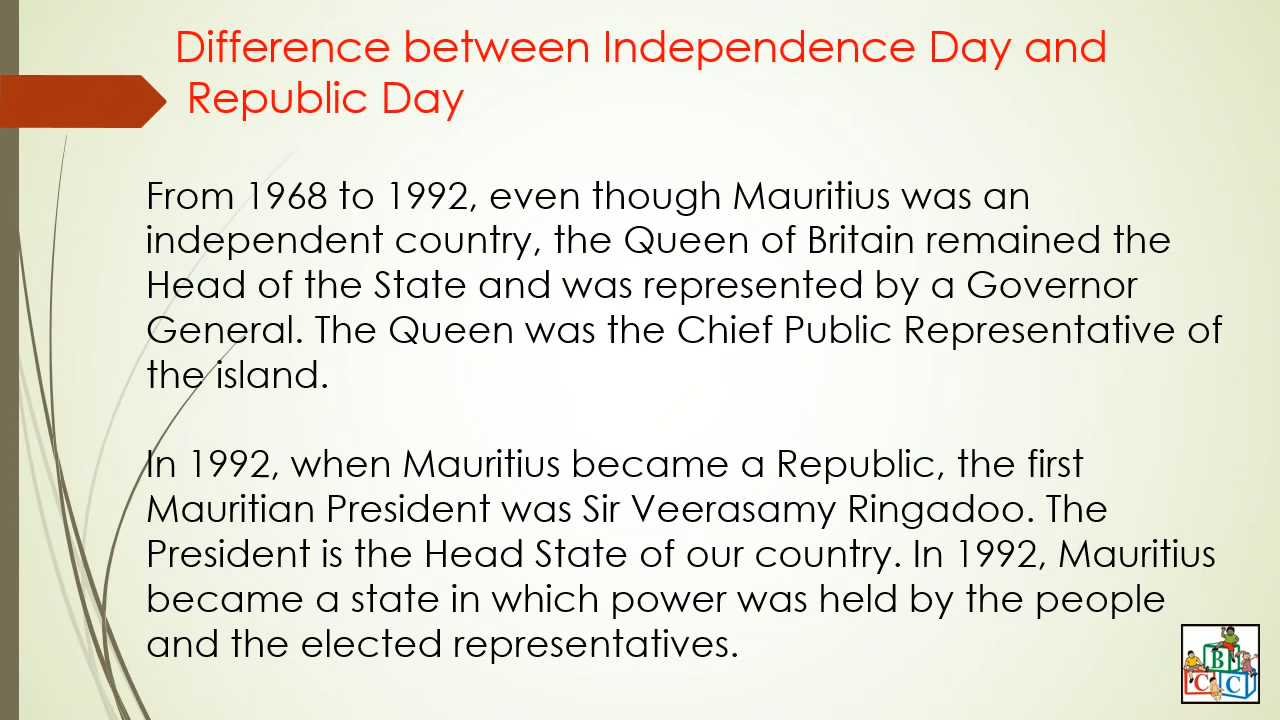 Difference between Independence Day and
Republic Day
From 1968 to 1992, even though Mauritius was an
independent country, the Queen of Britain remained the
Head of the State and was represented by a Governor
General. The Queen was the Chief Public Representative of
the island.
In 1992, when Mauritius became a Republic, the first
Mauritian President was Sir Veerasamy Ringadoo. The
President is the Head State of our country. In 1992, Mauritius
became a state in which power was held by the people
and the elected representatives.
B
C C